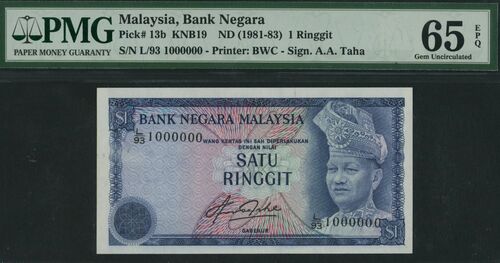 PMG
PAPER MONEY GUARANTY
Malaysia, Bank Negara
Pick# 13b KNB19 ND (1981-83) 1 Ringgit
S/N L/93 1000000 - Printer: BWC - Sign. A.A. Taha
65 EPQ
Gem Uncirculated
$1
BANK NEGARA MALAYSIA
L/93 1000000
WANG KERTAS INI SAH DIPERLAKUKAN
DENGAN NILAI
SATU
RINGGIT
GABENUR
L/93 1000000
$1